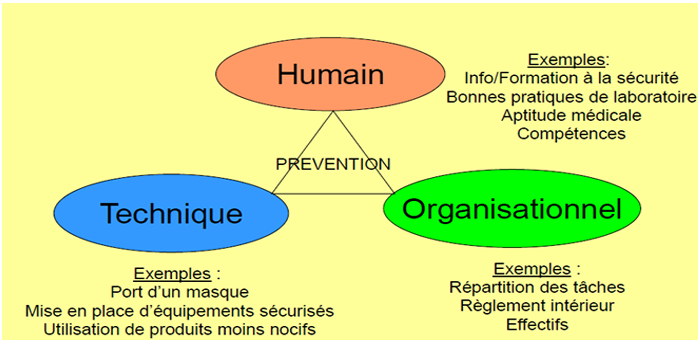 Humain
Exemples:
Info/Formation à la sécurité
Bonnes pratiques de laboratoire
Aptitude médicale
Compétences
PREVENTION
Technique
Organisationnel
Exemples :
Port d'un masque
Mise en place d'équipements sécurisés
Utilisation de produits moins nocifs
Exemples :
Répartition des tâches
Règlement intérieur
Effectifs